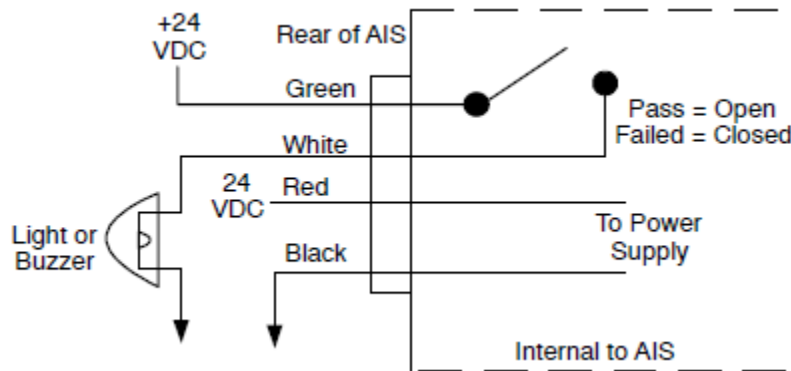 +24
VDC
Rear of AIS
Green
Pass = Open
Failed = Closed
White
24
VDC
Red
Light or
Buzzer
To Power
Supply
Black
Internal to AIS